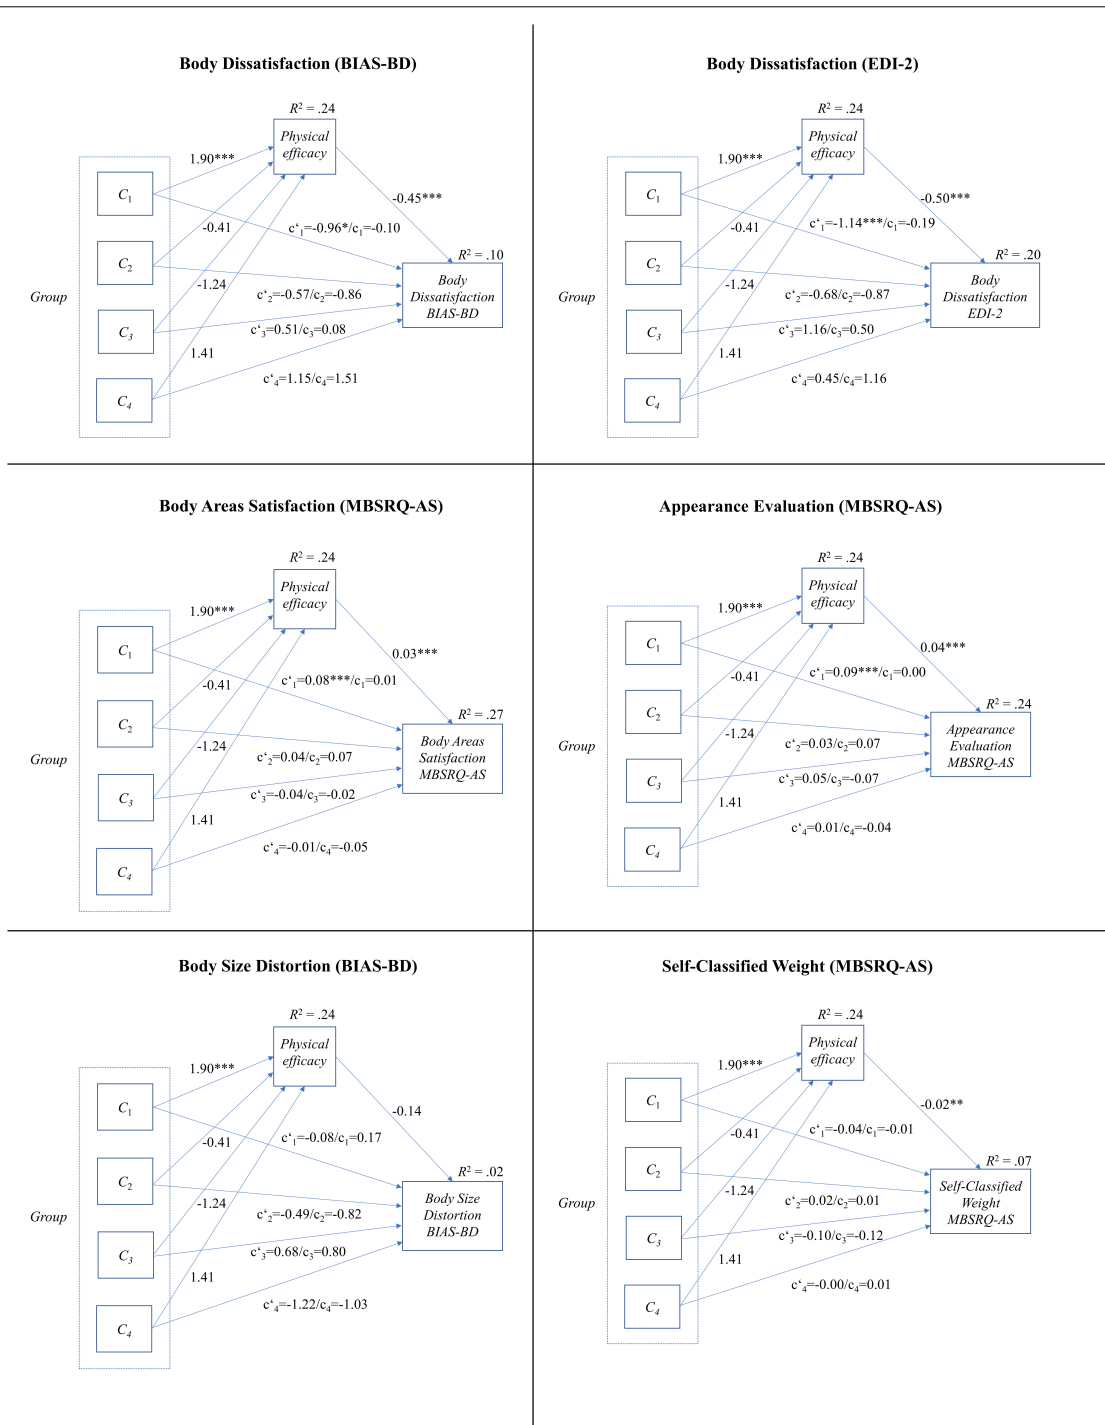 Body Dissatisfaction (BIAS-BD)
R² = .24
Physical
efficacy
1.90***
C₁
-0.45***
-0.41
c‘₁=-0.96*/c₁=-0.10
R² = .10
C₂
Body
Dissatisfaction
BIAS-BD
Group
-1.24
c‘₂=-0.57/c₂=-0.86
C₃
c‘₃=0.51/c₃=0.08
1.41
c‘₄=1.15/c₄=1.51
C₄
Body Dissatisfaction (EDI-2)
R² = .24
Physical
efficacy
1.90***
C₁
-0.50***
-0.41
c‘₁=-1.14***/c₁=-0.19
R² = .20
C₂
Body
Dissatisfaction
EDI-2
Group
-1.24
c‘₂=-0.68/c₂=-0.87
C₃
c‘₃=1.16/c₃=0.50
1.41
c‘₄=0.45/c₄=1.16
C₄
Body Areas Satisfaction (MBSRQ-AS)
R² = .24
Physical
efficacy
1.90***
C₁
0.03***
-0.41
c‘₁=0.08***/c₁=0.01
R² = .27
C₂
Body Areas
Satisfaction
MBSRQ-AS
Group
-1.24
c‘₂=0.04/c₂=0.07
C₃
c‘₃=-0.04/c₃=-0.02
1.41
c‘₄=-0.01/c₄=-0.05
C₄
Appearance Evaluation (MBSRQ-AS)
R² = .24
Physical
efficacy
1.90***
C₁
0.04***
-0.41
c‘₁=0.09***/c₁=0.00
R² = .24
C₂
Appearance
Evaluation
MBSRQ-AS
Group
-1.24
c‘₂=0.03/c₂=0.07
C₃
c‘₃=0.05/c₃=-0.07
1.41
c‘₄=0.01/c₄=-0.04
C₄
Body Size Distortion (BIAS-BD)
R² = .24
Physical
efficacy
1.90***
C₁
-0.14
-0.41
c‘₁=-0.08/c₁=0.17
R² = .02
C₂
Body Size
Distortion
BIAS-BD
Group
-1.24
c‘₂=-0.49/c₂=-0.82
C₃
c‘₃=0.68/c₃=0.80
1.41
c‘₄=-1.22/c₄=-1.03
C₄
Self-Classified Weight (MBSRQ-AS)
R² = .24
Physical
efficacy
1.90***
C₁
-0.02**
-0.41
c‘₁=-0.04/c₁=-0.01
R² = .07
C₂
Self-Classified
Weight
MBSRQ-AS
Group
-1.24
c‘₂=0.02/c₂=0.01
C₃
c‘₃=-0.10/c₃=-0.12
1.41
c‘₄=-0.00/c₄=0.01
C₄